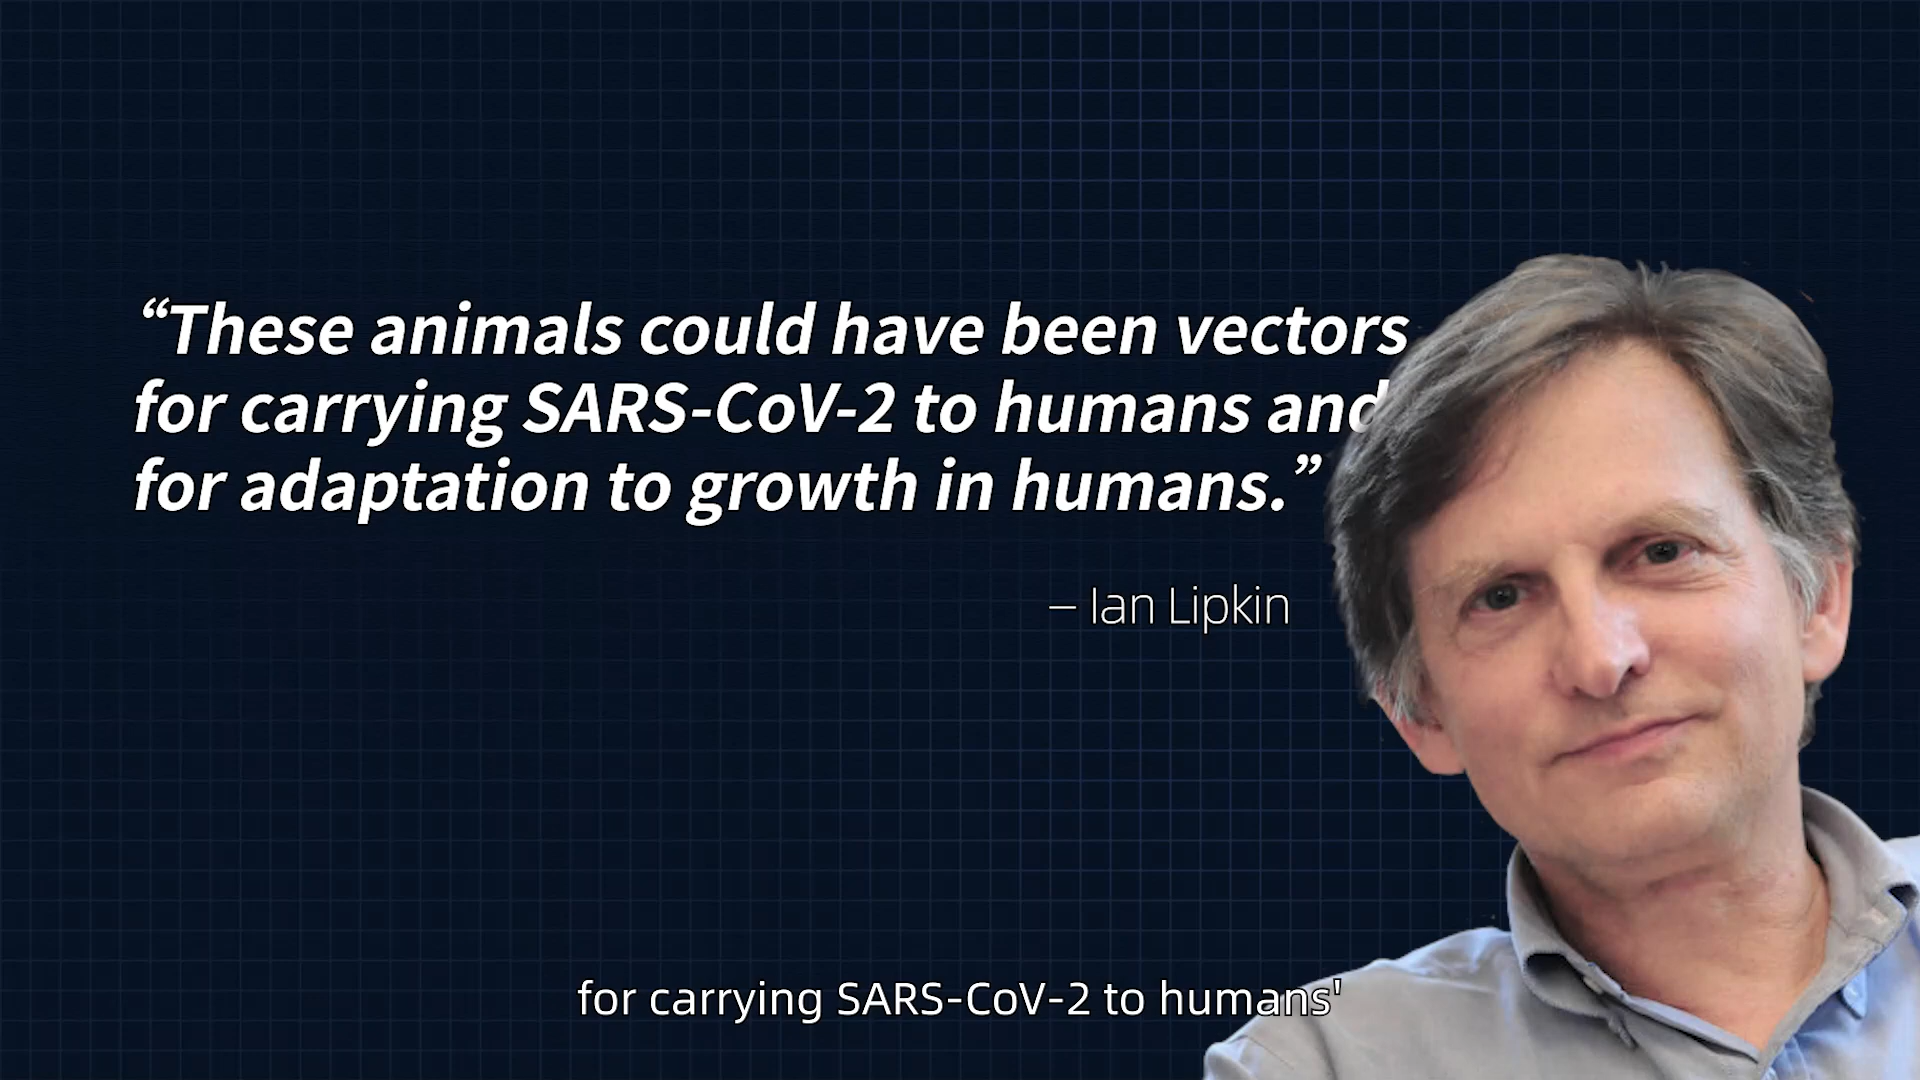 “These animals could have been vectors
for carrying SARS-CoV-2 to humans and
for adaptation to growth in humans.”
– Ian Lipkin
for carrying SARS-CoV-2 to humans'